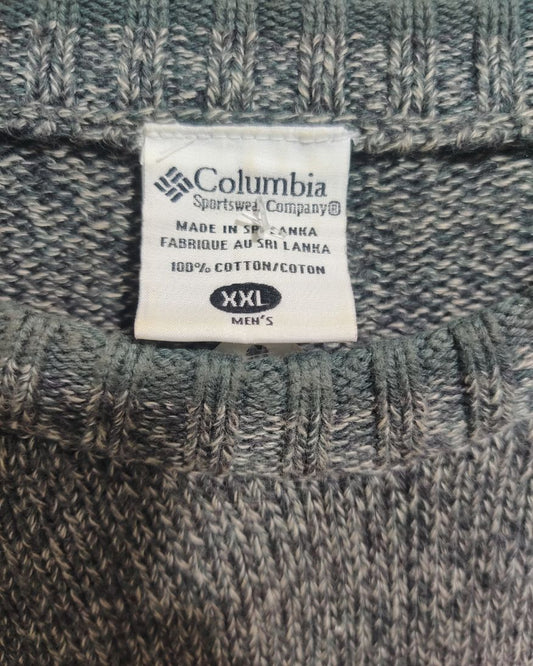 Columbia
Sportswear Company®
MADE IN SRI LANKA
FABRIQUE AU SRI LANKA
100% COTTON/COTON
XXL
MEN'S